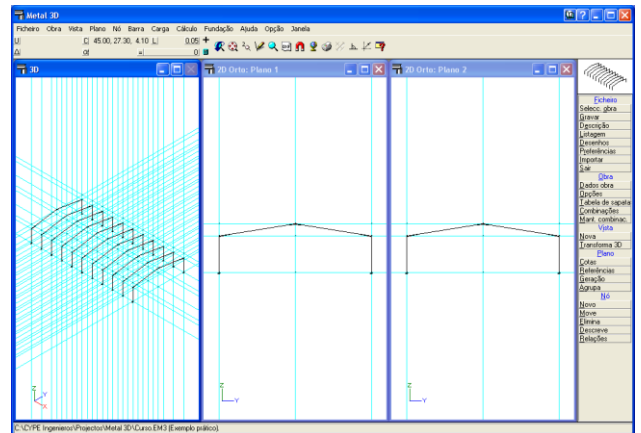 Metal 3D
Ficheiro Obra Vista Plano Nó Barra Carga Cálculo Fundação Ajuda Opção Janela
U| C| 45.00, 27.30, 4.10 L| 0.05
Δ| α| =| 0
3D
2D Orto: Plano 1
2D Orto: Plano 2
Ficheiro
Selecc. obra
Gravar
Descrição
Listagem
Desenhos
Preferências
Importar
Sair
Obra
Dados obra
Opções
Tabela de sapata
Combinações
Mant. combinac.
Vista
Nova
Transforma 3D
Plano
Cotas
Referências
Geração
Agrupa
Nó
Novo
Move
Elimina
Descreve
Relações
Z
Y
X
Z
Y
Z
Y
C:\CYPE Ingenieros\Projectos\Metal 3D\Curso.EM3 (Exemplo prático).